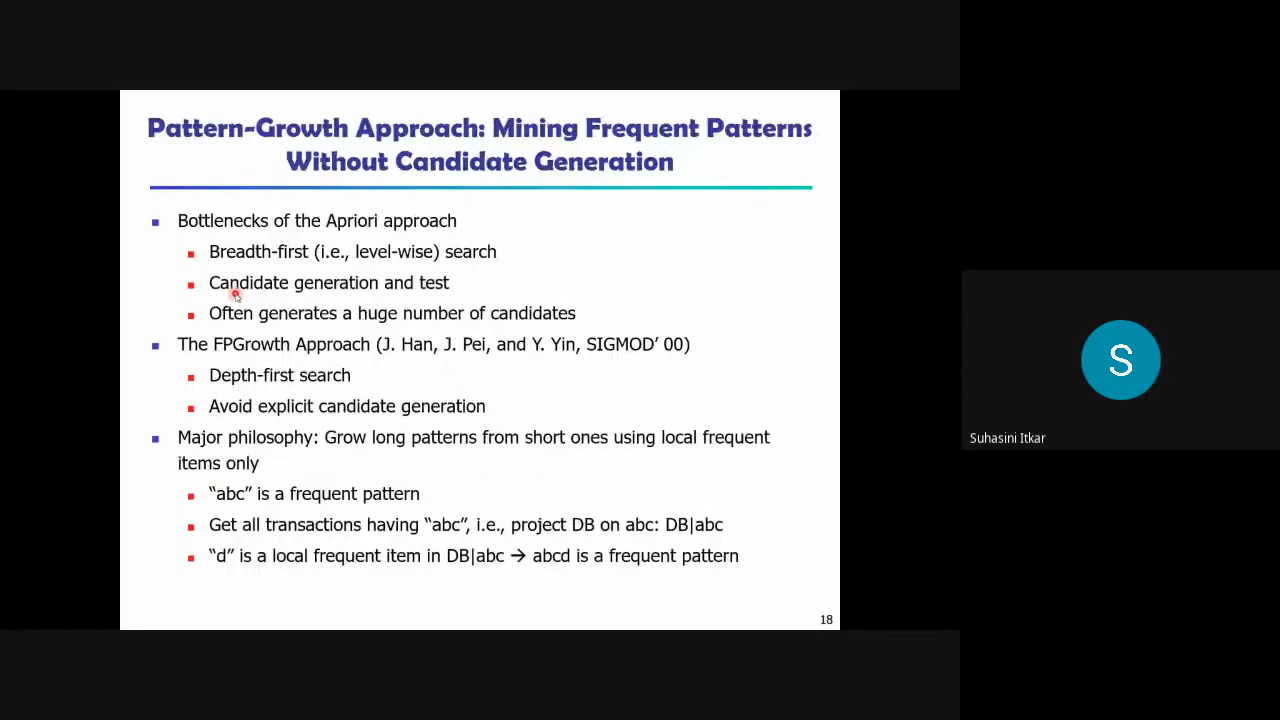 Pattern-Growth Approach: Mining Frequent Patterns
Without Candidate Generation
Bottlenecks of the Apriori approach
Breadth-first (i.e., level-wise) search
Candidate generation and test
Often generates a huge number of candidates
The FPGrowth Approach (J. Han, J. Pei, and Y. Yin, SIGMOD’ 00)
Depth-first search
Avoid explicit candidate generation
Major philosophy: Grow long patterns from short ones using local frequent
items only
“abc” is a frequent pattern
Get all transactions having “abc”, i.e., project DB on abc: DB|abc
“d” is a local frequent item in DB|abc → abcd is a frequent pattern
18
S
Suhasini Itkar